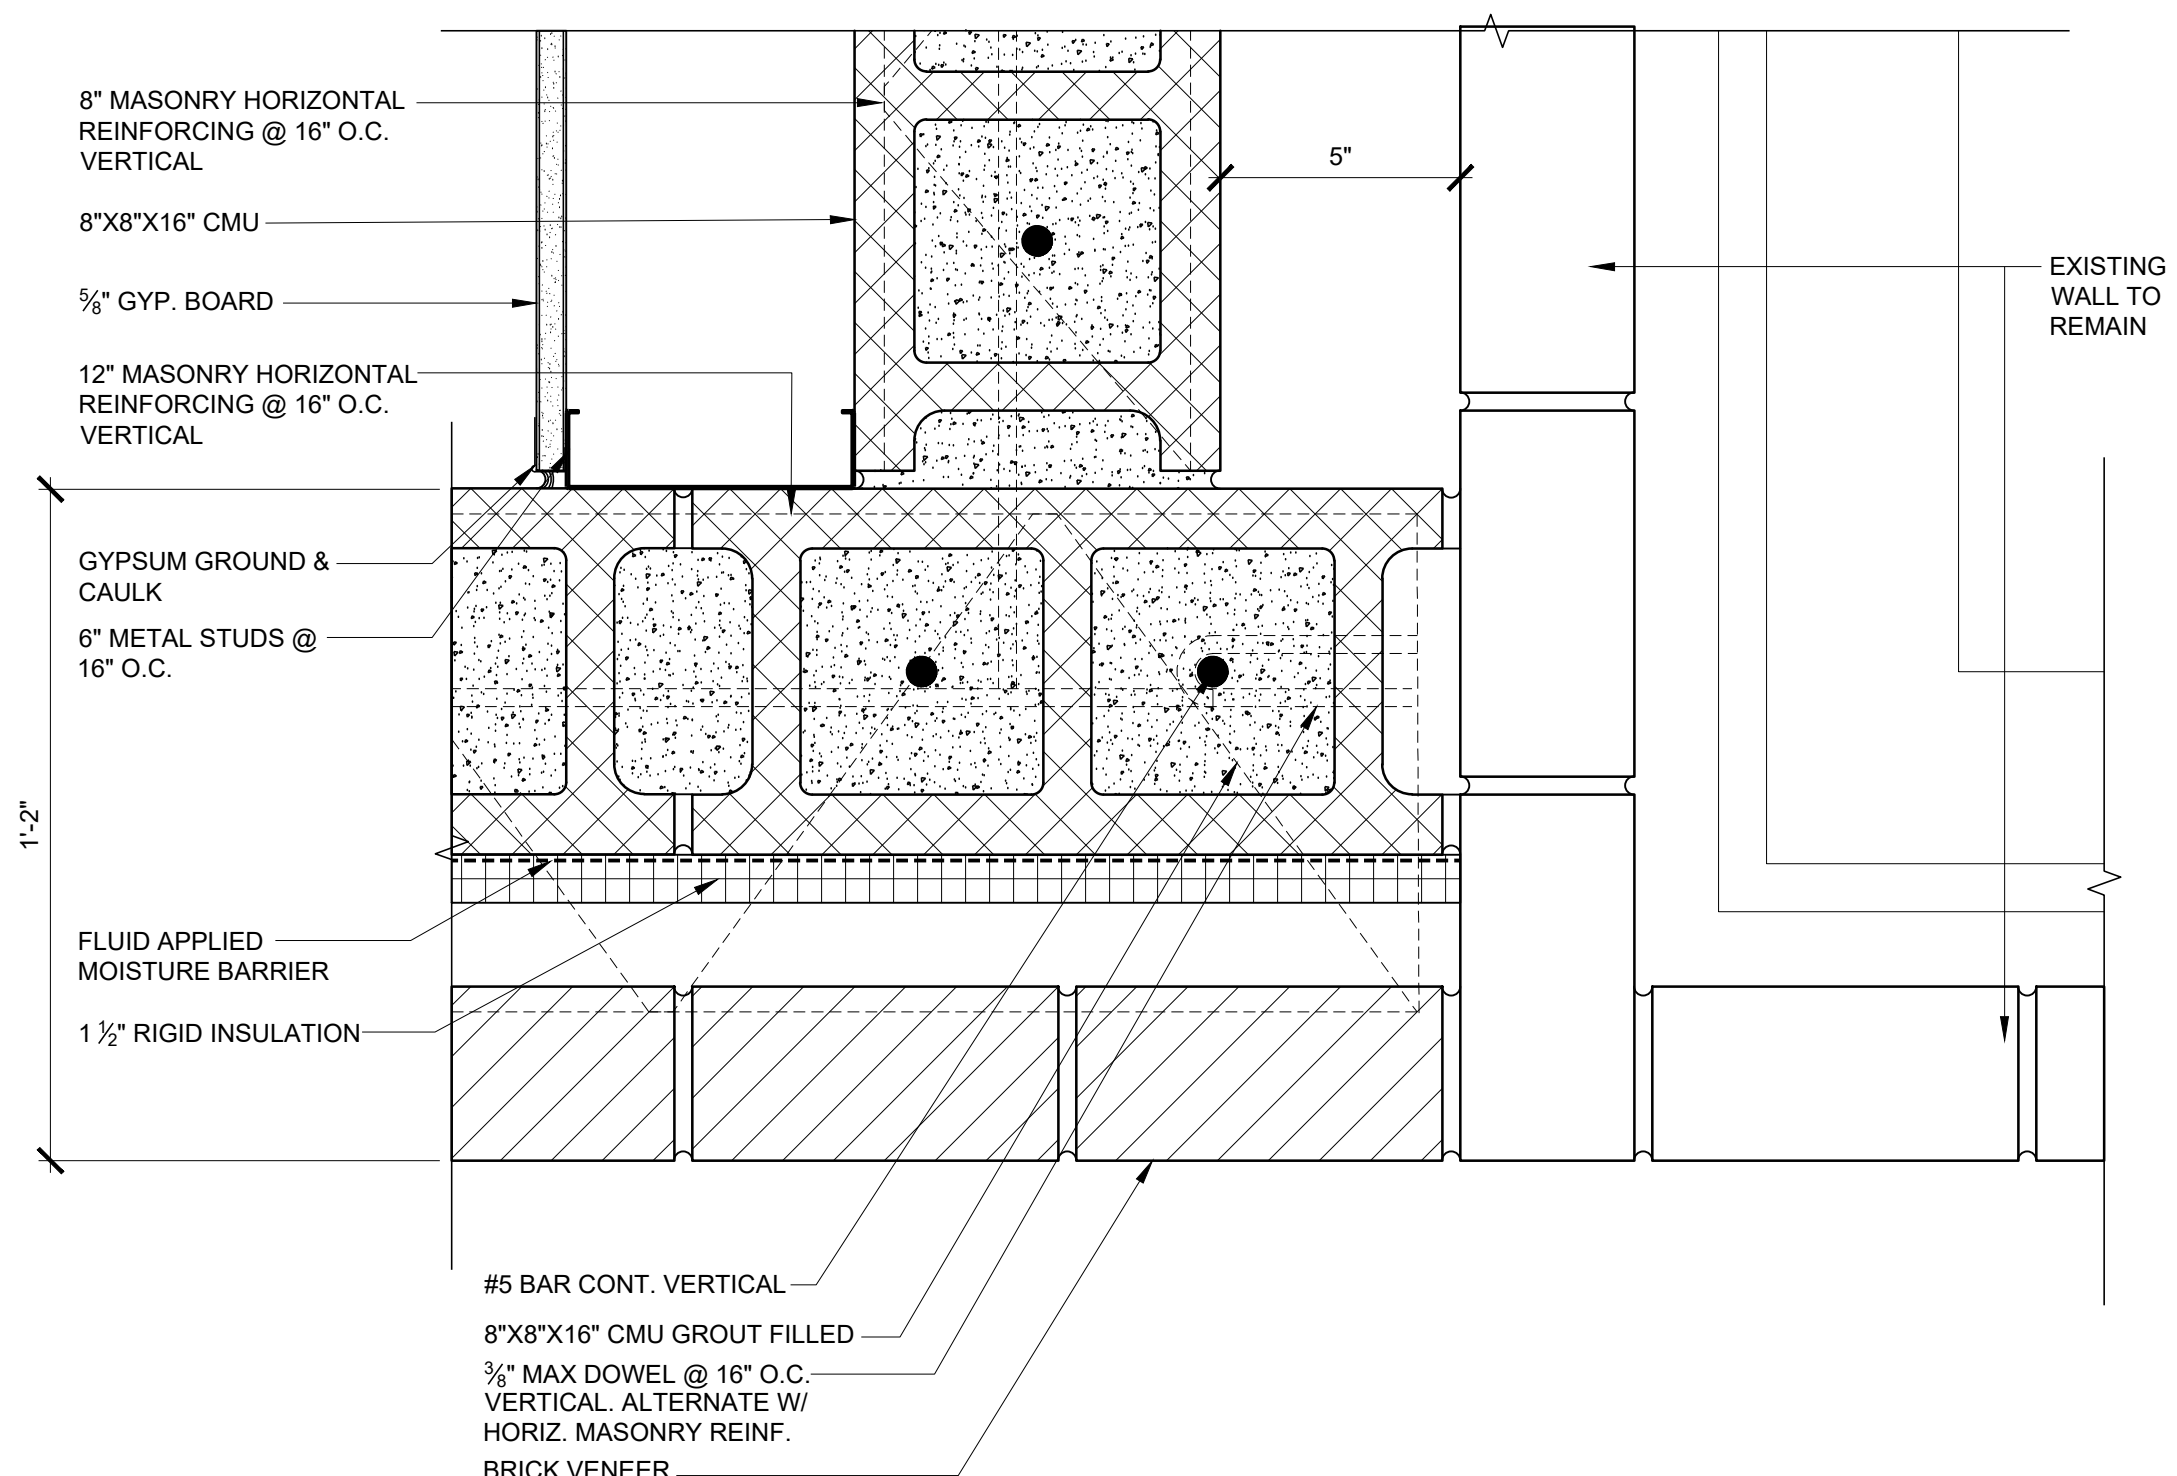 8" MASONRY HORIZONTAL
REINFORCING @ 16" O.C.
VERTICAL
8"X8"X16" CMU
⅝" GYP. BOARD
12" MASONRY HORIZONTAL
REINFORCING @ 16" O.C.
VERTICAL
GYPSUM GROUND &
CAULK
6" METAL STUDS @
16" O.C.
1'-2"
FLUID APPLIED
MOISTURE BARRIER
1 ½" RIGID INSULATION
5"
EXISTING
WALL TO
REMAIN
#5 BAR CONT. VERTICAL
8"X8"X16" CMU GROUT FILLED
⅜" MAX DOWEL @ 16" O.C.
VERTICAL. ALTERNATE W/
HORIZ. MASONRY REINF.
BRICK VENEER